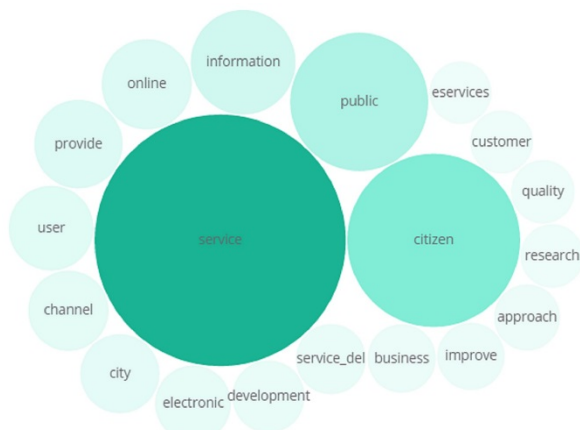 information
online
public
eservices
provide
customer
quality
user
service
citizen
research
channel
approach
city
service_del
business
improve
electronic
development